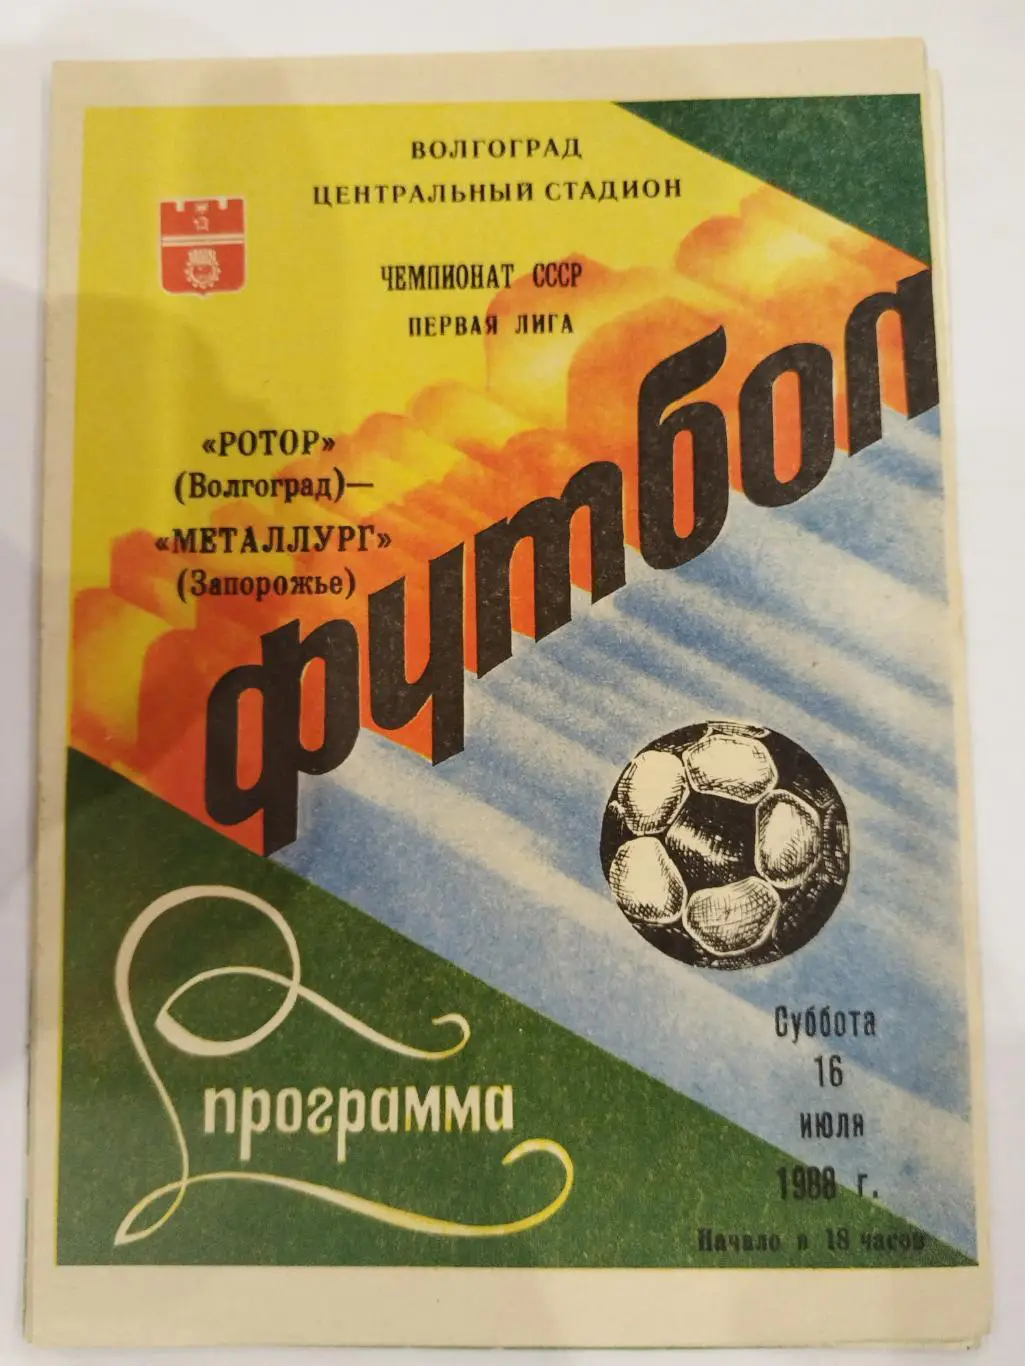 ВОЛГОГРАД
ЦЕНТРАЛЬНЫЙ СТАДИОН
ЧЕМПИОНАТ СССР
ПЕРВАЯ ЛИГА
«РОТОР»
(Волгоград)—
«МЕТАЛЛУРГ»
(Запорожье)
футбол
программа
Суббота
16
июля
1988 г.
Начало в 18 часов